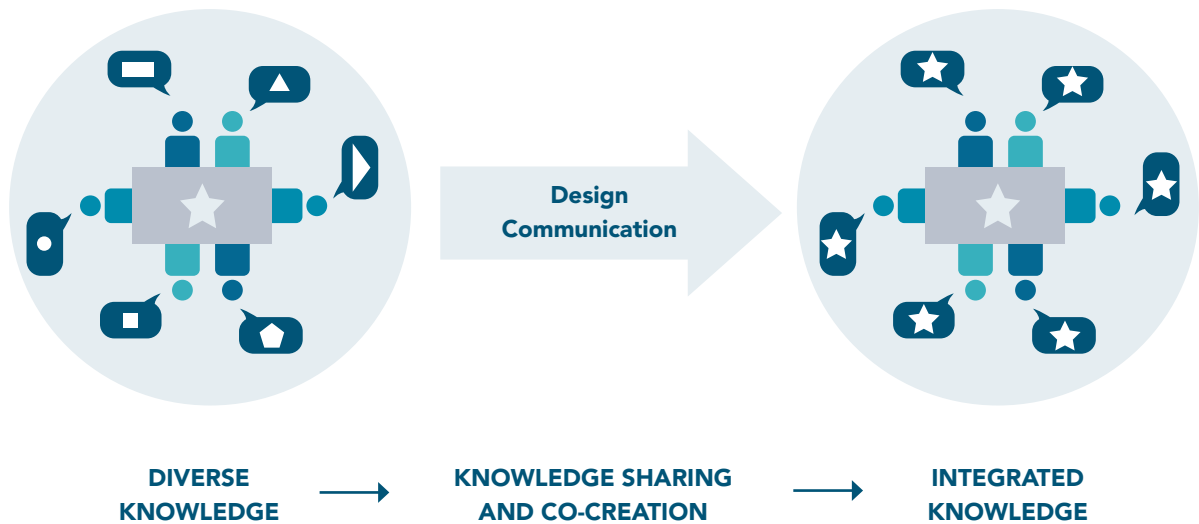 Design
Communication
DIVERSE
KNOWLEDGE
KNOWLEDGE SHARING
AND CO-CREATION
INTEGRATED
KNOWLEDGE